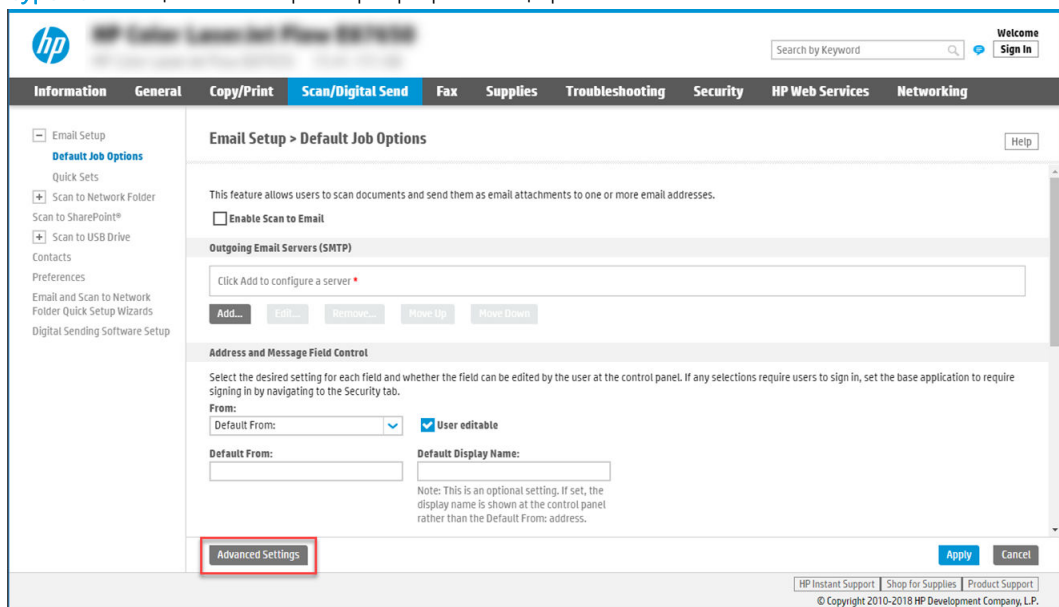 hp
Welcome
Search by Keyword
Sign In
Information General Copy/Print Scan/Digital Send Fax Supplies Troubleshooting Security HP Web Services Networking
Email Setup
Default Job Options
Quick Sets
Scan to Network Folder
Scan to SharePoint®
Scan to USB Drive
Contacts
Preferences
Email and Scan to Network
Folder Quick Setup Wizards
Digital Sending Software Setup
Email Setup > Default Job Options
Help
This feature allows users to scan documents and send them as email attachments to one or more email addresses.
Enable Scan to Email
Outgoing Email Servers (SMTP)
Click Add to configure a server *
Add... Edit... Remove... Move Up Move Down
Address and Message Field Control
Select the desired setting for each field and whether the field can be edited by the user at the control panel. If any selections require users to sign in, set the base application to require
signing in by navigating to the Security tab.
From:
Default From: User editable
Default From: Default Display Name:
Note: This is an optional setting. If set, the
display name is shown at the control panel
rather than the Default From: address.
Advanced Settings
Apply Cancel
HP Instant Support Shop for Supplies Product Support
© Copyright 2010-2018 HP Development Company, L.P.